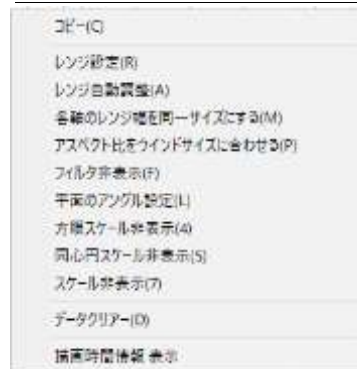 コピー(C)
レンジ設定(R)
レンジ自動調整(A)
各軸のレンジ幅を同一サイズにする(M)
アスペクト比をウインドサイズに合わせる(P)
フィルタ非表示(F)
平面のアングル設定(L)
方眼スケール非表示(4)
同心円スケール非表示(5)
スケール非表示(7)
データクリアー(D)
描画時間情報 表示